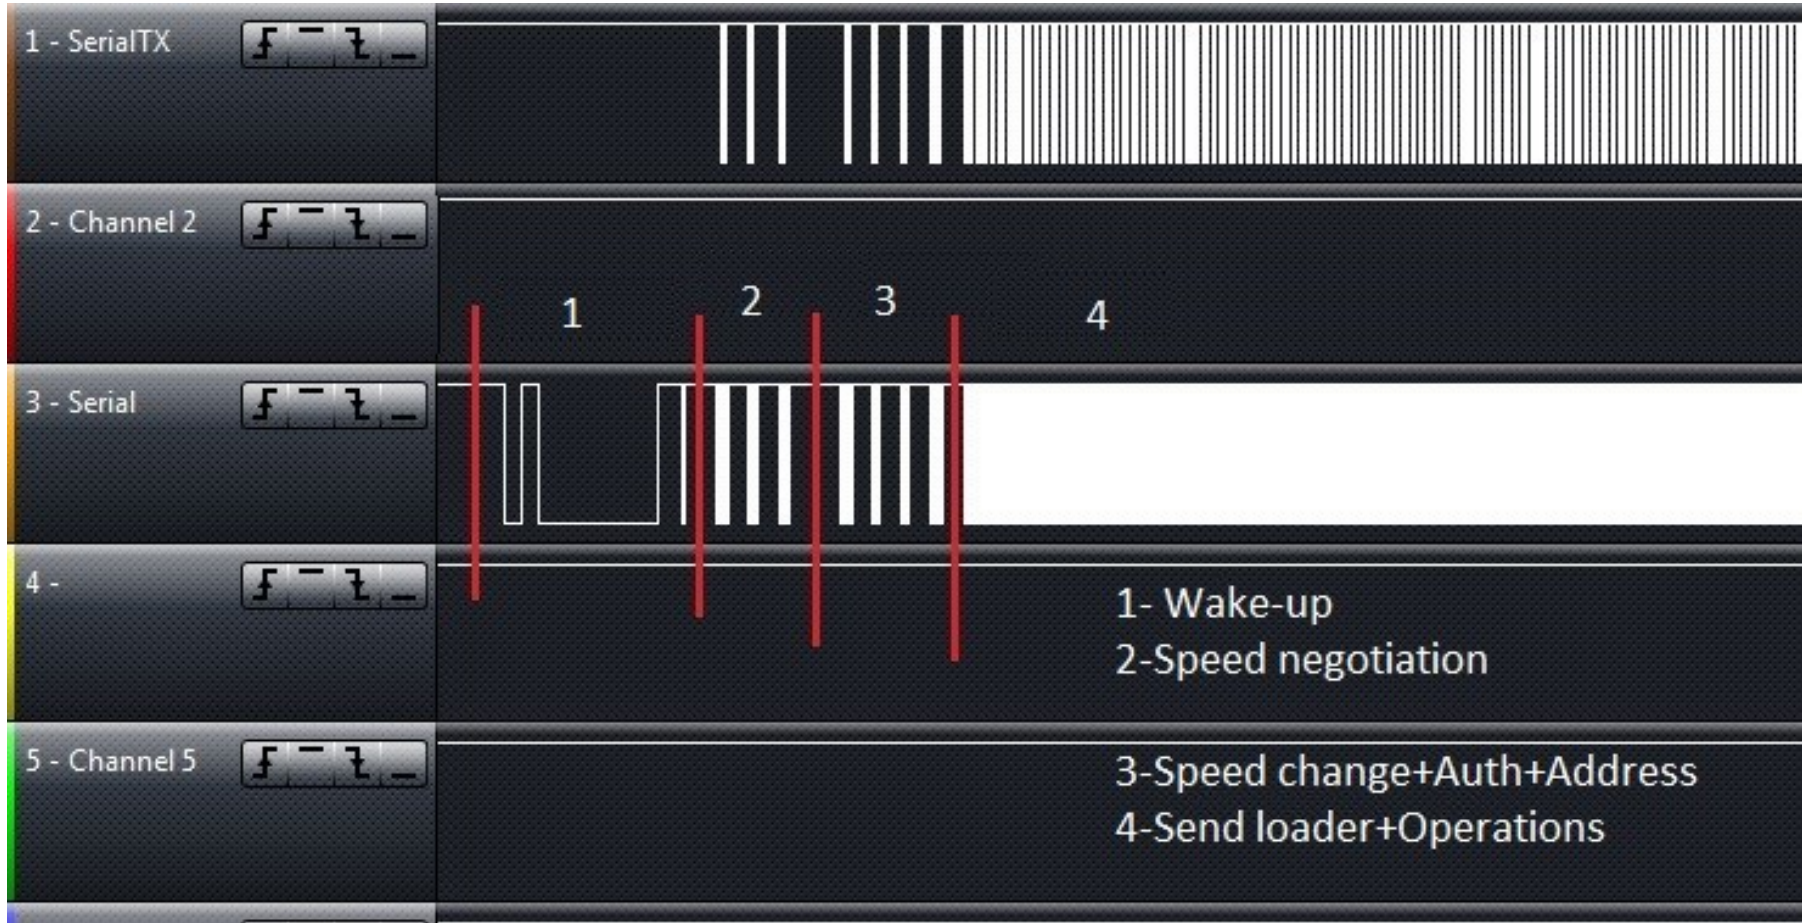 1 - SerialTX
2 - Channel 2
1
2
3
4
3 - Serial
4 -
1- Wake-up
2-Speed negotiation
5 - Channel 5
3-Speed change+Auth+Address
4-Send loader+Operations